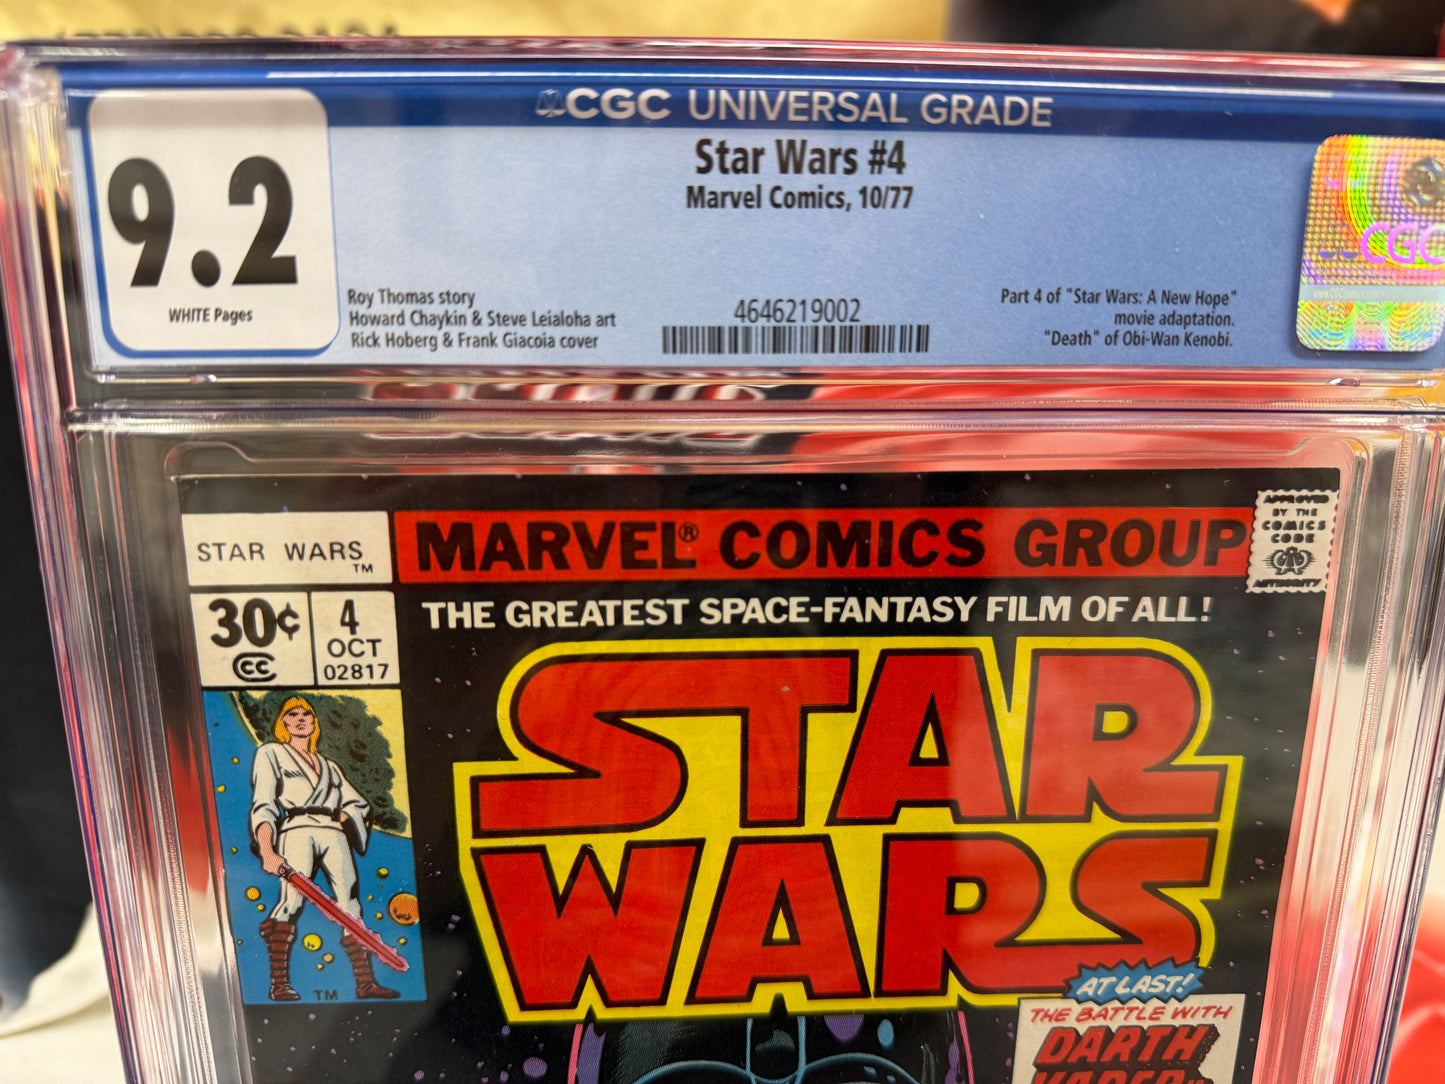 CGC UNIVERSAL GRADE
9.2
WHITE Pages
Star Wars #4
Marvel Comics, 10/77
Roy Thomas story
Howard Chaykin & Steve Leialoha art
Rick Hoberg & Frank Giacoia cover
4646219002
Part 4 of "Star Wars: A New Hope"
movie adaptation.
"Death" of Obi-Wan Kenobi.
CGC
STAR WARS™
MARVEL® COMICS GROUP
APPROVED
BY THE
COMICS
CODE
AUTHORITY
30¢
CC
4
OCT
02817
THE GREATEST SPACE-FANTASY FILM OF ALL!
STAR
WARS
TM
AT LAST!
THE BATTLE WITH
DARTH
VADER